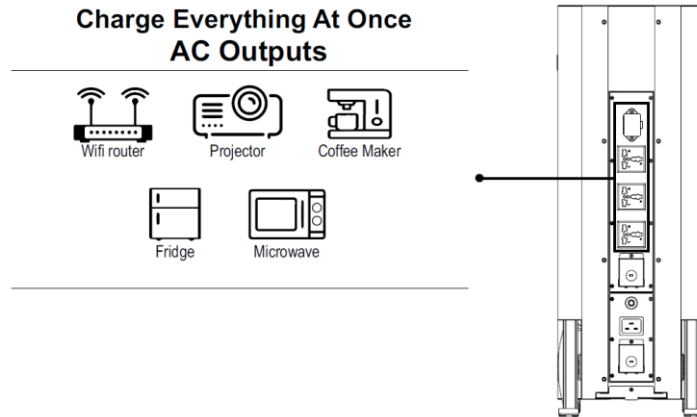 Charge Everything At Once
AC Outputs
Wifi router
Projector
Coffee Maker
Fridge
Microwave